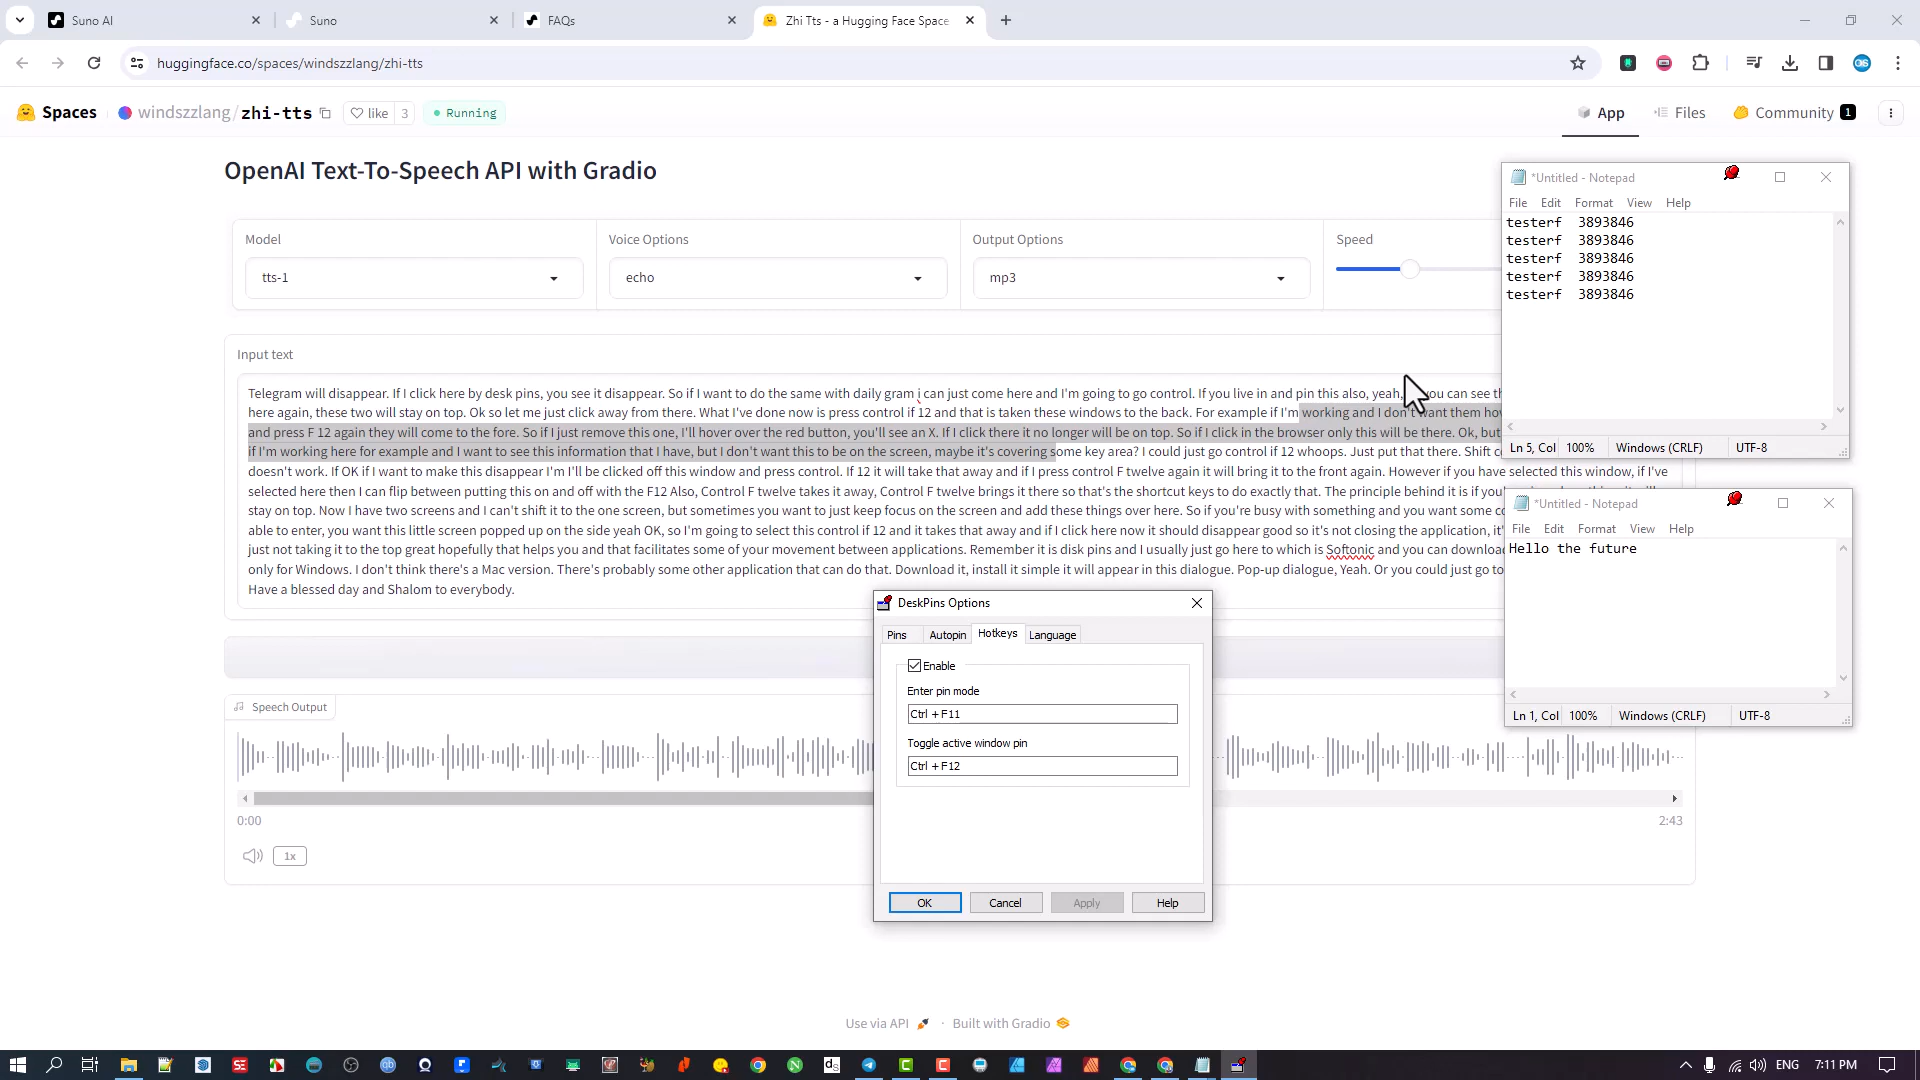 Suno AI
Suno
FAQs
Zhi Tts - a Hugging Face Space
huggingface.co/spaces/windszzlang/zhi-tts
Spaces
windszzlang/zhi-tts
like 3
Running
App
Files
Community 1
OpenAI Text-To-Speech API with Gradio
Model
tts-1
Voice Options
echo
Output Options
mp3
Speed
Input text
Telegram will disappear. If I click here by desk pins, you see it disappear. So if I want to do the same with daily gram i can just come here and I'm going to go control. If you live in and pin this also, yeah, you can see th
here again, these two will stay on top. Ok so let me just click away from there. What I've done now is press control if 12 and that is taken these windows to the back. For example if I'm working and I don't want them hov
and press F 12 again they will come to the fore. So if I just remove this one, I'll hover over the red button, you'll see an X. If I click there it no longer will be on top. So if I click in the browser only this will be there. Ok, but
if I'm working here for example and I want to see this information that I have, but I don't want this to be on the screen, maybe it's covering some key area? I could just go control if 12 whoops. Just put that there. Shift c
doesn't work. If OK if I want to make this disappear I'm I'll be clicked off this window and press control. If 12 it will take that away and if I press control F twelve again it will bring it to the front again. However if you have selected this window, if I've
selected here then I can flip between putting this on and off with the F12 Also, Control F twelve takes it away, Control F twelve brings it there so that's the shortcut keys to do exactly that. The principle behind it is if you
stay on top. Now I have two screens and I can't shift it to the one screen, but sometimes you want to just keep focus on the screen and add these things over here. So if you're busy with something and you want some co
able to enter, you want this little screen popped up on the side yeah OK, so I'm going to select this control if 12 and it takes that away and if I click here now it should disappear good so it's not closing the application, it'
just not taking it to the top great hopefully that helps you and that facilitates some of your movement between applications. Remember it is disk pins and I usually just go here to which is Softonic and you can download
only for Windows. I don't think there's a Mac version. There's probably some other application that can do that. Download it, install it simple it will appear in this dialogue. Pop-up dialogue, Yeah. Or you could just go to
Have a blessed day and Shalom to everybody.
Speech Output
0:00
2:43
1x
Use via API · Built with Gradio
*Untitled - Notepad
File Edit Format View Help
testerf 3893846
testerf 3893846
testerf 3893846
testerf 3893846
testerf 3893846
Ln 5, Col 100% Windows (CRLF) UTF-8
*Untitled - Notepad
File Edit Format View Help
Hello the future
Ln 1, Col 100% Windows (CRLF) UTF-8
DeskPins Options
Pins Autopin Hotkeys Language
Enable
Enter pin mode
Ctrl + F11
Toggle active window pin
Ctrl + F12
OK Cancel Apply Help
ENG 7:11 PM